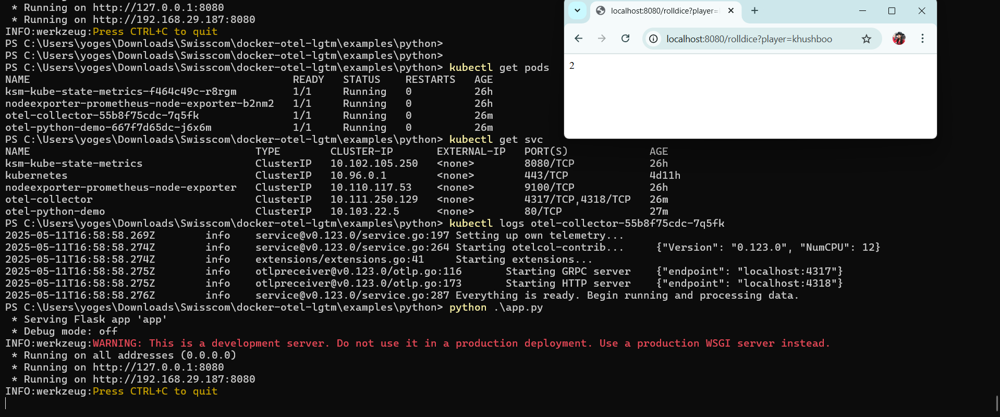 * Running on http://127.0.0.1:8080
* Running on http://192.168.29.187:8080
INFO:werkzeug:Press CTRL+C to quit
PS C:\Users\yoges\Downloads\Swisscom\docker-otel-lgtm\examples\python>
PS C:\Users\yoges\Downloads\Swisscom\docker-otel-lgtm\examples\python>
PS C:\Users\yoges\Downloads\Swisscom\docker-otel-lgtm\examples\python> kubectl get pods
NAME READY STATUS RESTARTS AGE
ksm-kube-state-metrics-f464c49c-r8rgm 1/1 Running 0 26h
nodeexporter-prometheus-node-exporter-b2nm2 1/1 Running 0 26h
otel-collector-55b8f75cdc-7q5fk 1/1 Running 0 26m
otel-python-demo-667f7d65dc-j6x6m 1/1 Running 0 26m
PS C:\Users\yoges\Downloads\Swisscom\docker-otel-lgtm\examples\python> kubectl get svc
NAME TYPE CLUSTER-IP EXTERNAL-IP PORT(S) AGE
ksm-kube-state-metrics ClusterIP 10.102.105.250 <none> 8080/TCP 26h
kubernetes ClusterIP 10.96.0.1 <none> 443/TCP 4d11h
nodeexporter-prometheus-node-exporter ClusterIP 10.110.117.53 <none> 9100/TCP 26h
otel-collector ClusterIP 10.111.250.129 <none> 4317/TCP,4318/TCP 26m
otel-python-demo ClusterIP 10.103.22.5 <none> 80/TCP 27m
PS C:\Users\yoges\Downloads\Swisscom\docker-otel-lgtm\examples\python> kubectl logs otel-collector-55b8f75cdc-7q5fk
2025-05-11T16:58:58.269Z info service@v0.123.0/service.go:197 Setting up own telemetry...
2025-05-11T16:58:58.274Z info service@v0.123.0/service.go:264 Starting otelcol-contrib... {"Version": "0.123.0", "NumCPU": 12}
2025-05-11T16:58:58.274Z info extensions/extensions.go:41 Starting extensions...
2025-05-11T16:58:58.275Z info otlpreceiver@v0.123.0/otlp.go:116 Starting GRPC server {"endpoint": "localhost:4317"}
2025-05-11T16:58:58.275Z info otlpreceiver@v0.123.0/otlp.go:173 Starting HTTP server {"endpoint": "localhost:4318"}
2025-05-11T16:58:58.276Z info service@v0.123.0/service.go:287 Everything is ready. Begin running and processing data.
PS C:\Users\yoges\Downloads\Swisscom\docker-otel-lgtm\examples\python> python .\app.py
* Serving Flask app 'app'
* Debug mode: off
INFO:werkzeug:WARNING: This is a development server. Do not use it in a production deployment. Use a production WSGI server instead.
* Running on all addresses (0.0.0.0)
* Running on http://127.0.0.1:8080
* Running on http://192.168.29.187:8080
INFO:werkzeug:Press CTRL+C to quit
localhost:8080/rolldice?player=
localhost:8080/rolldice?player=khushboo
2